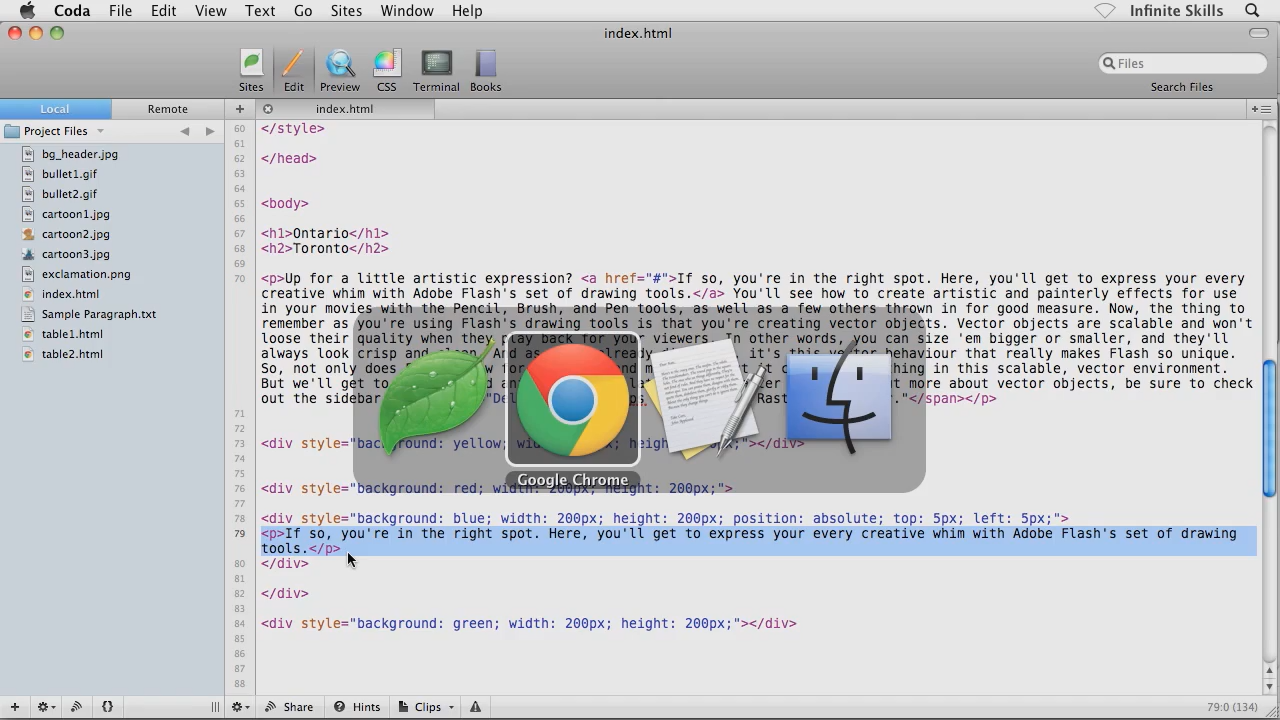 Coda File Edit View Text Go Sites Window Help Infinite Skills
index.html
Sites Edit Preview CSS Terminal Books
Files
Search Files
Local Remote
index.html
Project Files
bg_header.jpg
bullet1.gif
bullet2.gif
cartoon1.jpg
cartoon2.jpg
cartoon3.jpg
exclamation.png
index.html
Sample Paragraph.txt
table1.html
table2.html
60 </style>
61
62 </head>
63
64
65 <body>
66
67 <h1>Ontario</h1>
68 <h2>Toronto</h2>
69
70 <p>Up for a little artistic expression? <a href="#">If so, you're in the right spot. Here, you'll get to express your every
creative whim with Adobe Flash's set of drawing tools.</a> You'll see how to create artistic and painterly effects for use
in your movies with the Pencil, Brush, and Pen tools, as well as a few others thrown in for good measure. Now, the thing to
remember as you're using Flash's drawing tools is that you're creating vector objects. Vector objects are scalable and won't
loose their quality when they play back for your viewers. In other words, you can size 'em bigger or smaller, and they'll
always look crisp and clean. And as already it's this vector behaviour that really makes Flash so unique.
So, not only does for and thing in this scalable, vector environment.
But we'll get to an more about vector objects, be sure to check
out the sidebar "De ps Rast ."</span></p>
71
73 <div style="background: yellow; w px;"></div>
75
76 <div style="background: red; width: 200px; height: 200px;">
77
78 <div style="background: blue; width: 200px; height: 200px; position: absolute; top: 5px; left: 5px;">
79 <p>If so, you're in the right spot. Here, you'll get to express your every creative whim with Adobe Flash's set of drawing
tools.</p>
80 </div>
81
82 </div>
83
84 <div style="background: green; width: 200px; height: 200px;"></div>
85
86
87
88
Google Chrome
Share Hints Clips 79:0 (134)